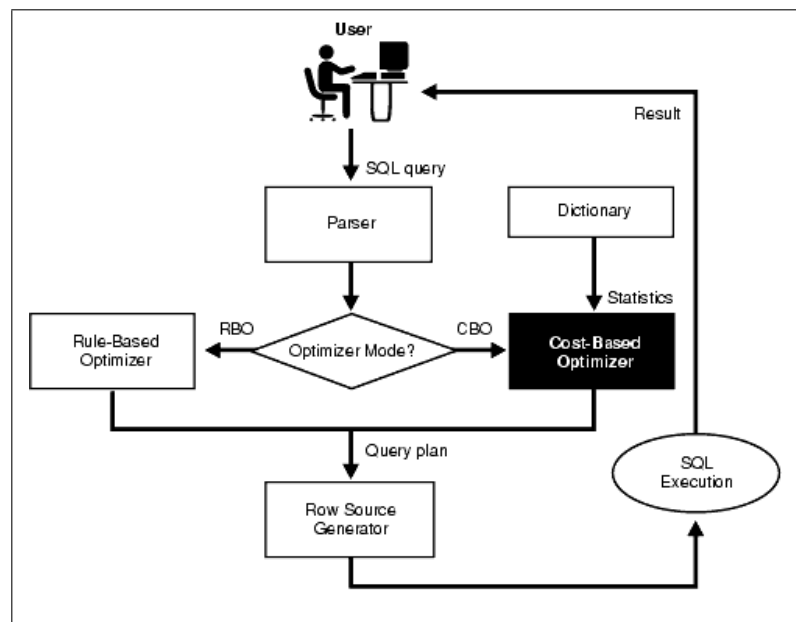 User
Result
SQL query
Parser
Dictionary
Statistics
RBO
CBO
Rule-Based
Optimizer
Optimizer Mode?
Cost-Based
Optimizer
Query plan
SQL
Execution
Row Source
Generator